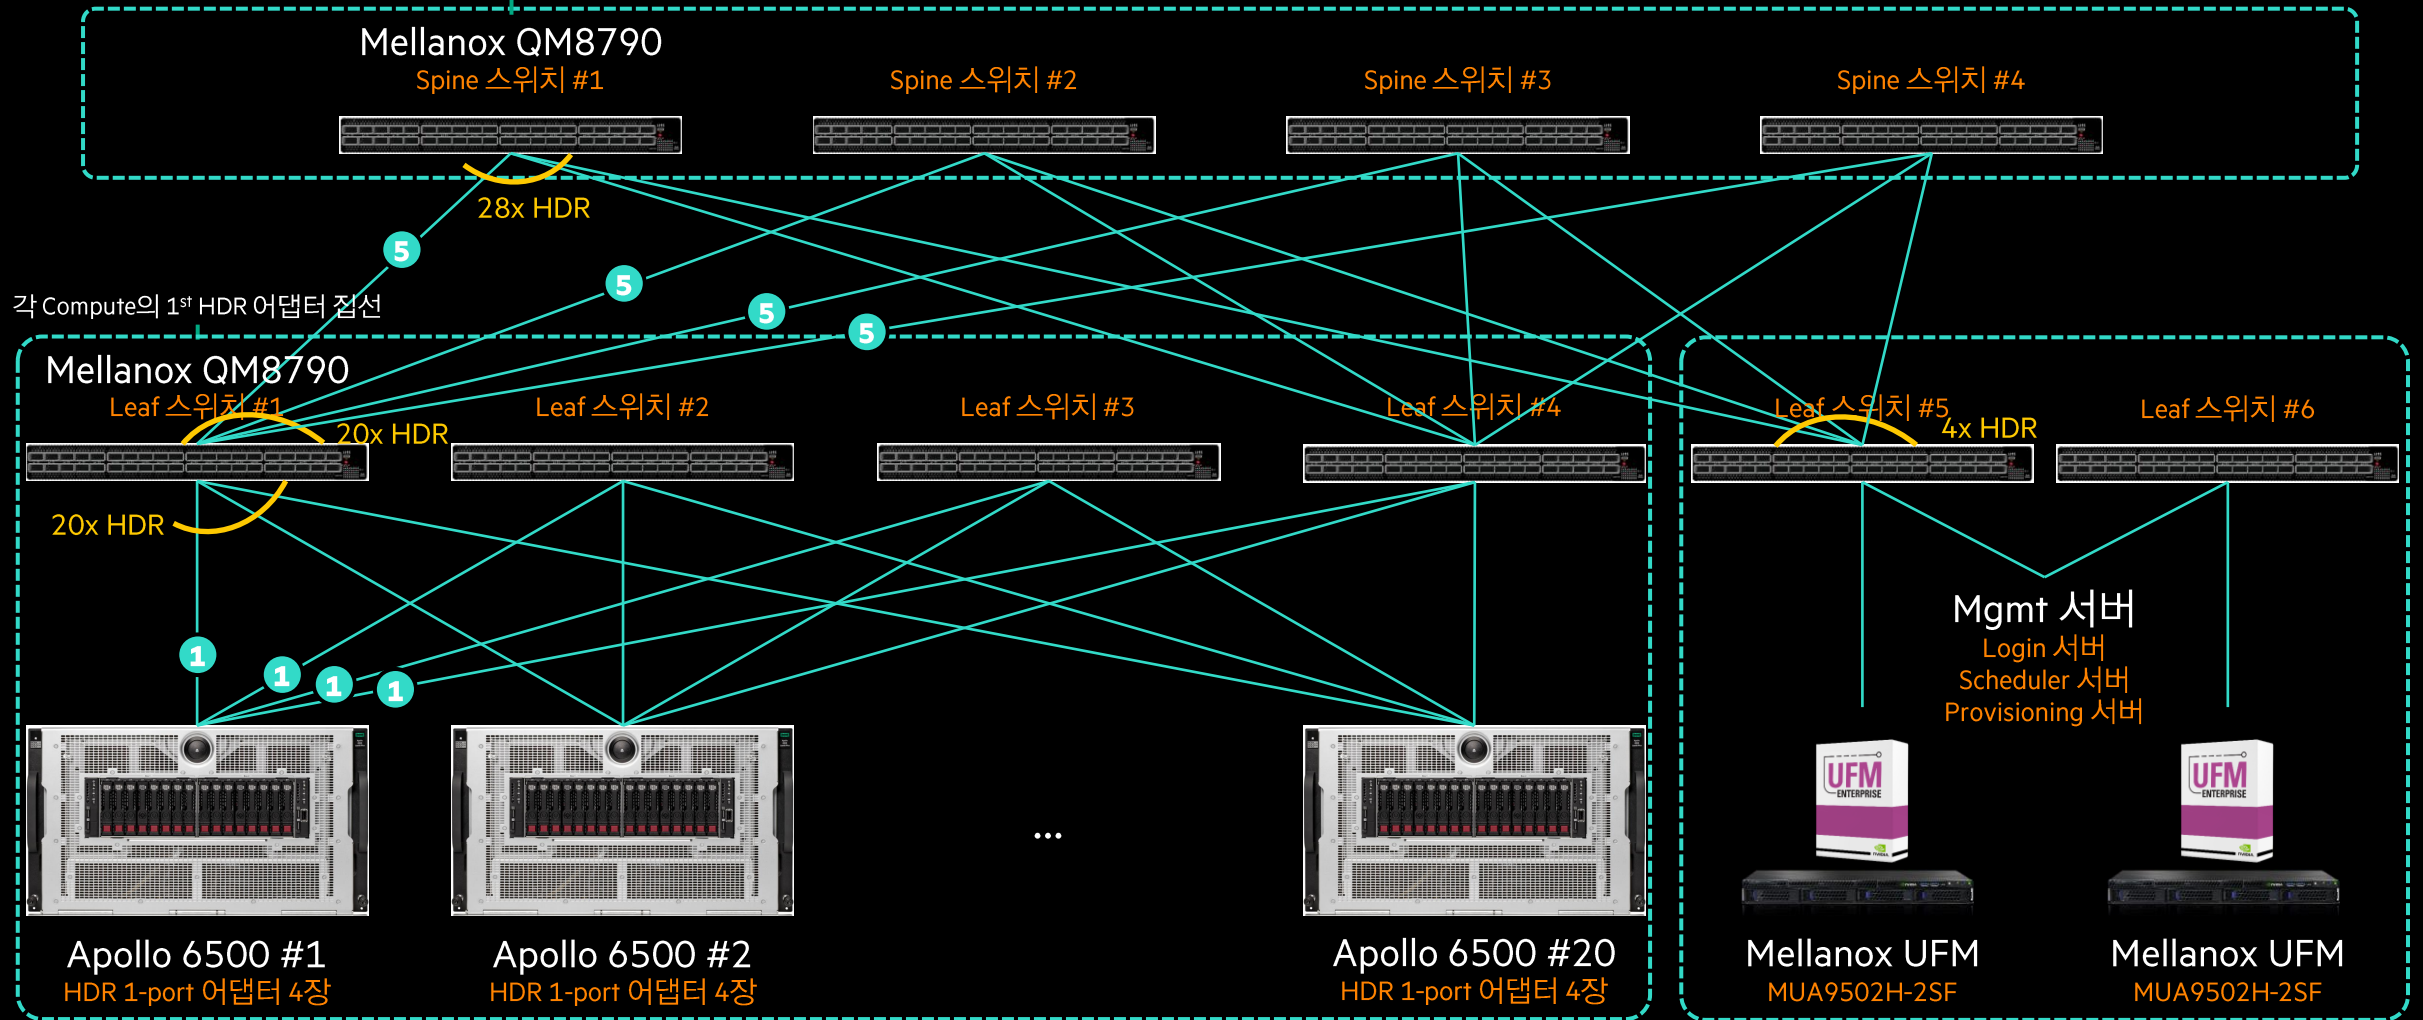 Mellanox QM8790
Spine 스위치 #1
Spine 스위치 #2
Spine 스위치 #3
Spine 스위치 #4
28x HDR
5
5
5
5
각 Compute의 1st HDR 어댑터 집선
Mellanox QM8790
Leaf 스위치 #1
Leaf 스위치 #2
Leaf 스위치 #3
Leaf 스위치 #4
Leaf 스위치 #5
Leaf 스위치 #6
20x HDR
4x HDR
20x HDR
Mgmt 서버
Login 서버
Scheduler 서버
Provisioning 서버
1
1
1
1
UFM
ENTERPRISE
UFM
ENTERPRISE
...
Apollo 6500 #1
HDR 1-port 어댑터 4장
Apollo 6500 #2
HDR 1-port 어댑터 4장
Apollo 6500 #20
HDR 1-port 어댑터 4장
Mellanox UFM
MUA9502H-2SF
Mellanox UFM
MUA9502H-2SF